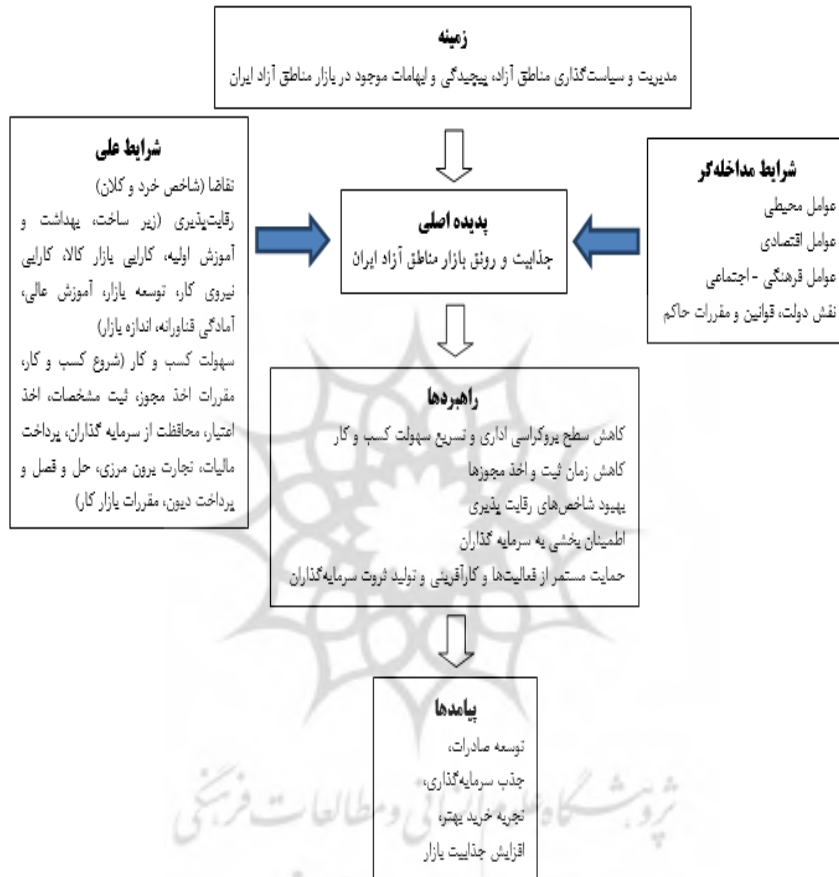 زمینه
مدیریت و سیاست‌گذاری مناطق آزاد، پیچیدگی و ابهامات موجود در بازار مناطق آزاد ایران
شرایط علی
تقاضا (شاخص خرد و کلان)
رقابت‌پذیری (زیر ساخت، بهداشت و
آموزش اولیه، کارایی بازار کالا، کارایی
نیروی کار، توسعه بازار، آموزش عالی،
آمادگی فناورانه، اندازه بازار)
سهولت کسب و کار (شروع کسب و کار،
مقررات اخذ مجوز، ثبت مشخصات، اخذ
اعتبار، محافظت از سرمایه گذاران، پرداخت
مالیات، تجارت برون مرزی، حل و فصل و
پرداخت دیون، مقررات بازار کار)
شرایط مداخله‌گر
عوامل محیطی
عوامل اقتصادی
عوامل فرهنگی - اجتماعی
نقش دولت، قوانین و مقررات حاکم
پدیده اصلی
جذابیت و رونق بازار مناطق آزاد ایران
راهبردها
کاهش سطح بروکراسی اداری و تسریع سهولت کسب و کار
کاهش زمان ثبت و اخذ مجوزها
بهبود شاخص‌های رقابت پذیری
اطمینان بخشی به سرمایه گذاران
حمایت مستمر از فعالیت‌ها و کارآفرینی و تولید ثروت سرمایه‌گذاران
پیامدها
توسعه صادرات،
جذب سرمایه‌گذاری،
تجربه خرید بهتر،
افزایش جذابیت بازار
پژوهشگاه علوم انسانی و مطالعات فرهنگی